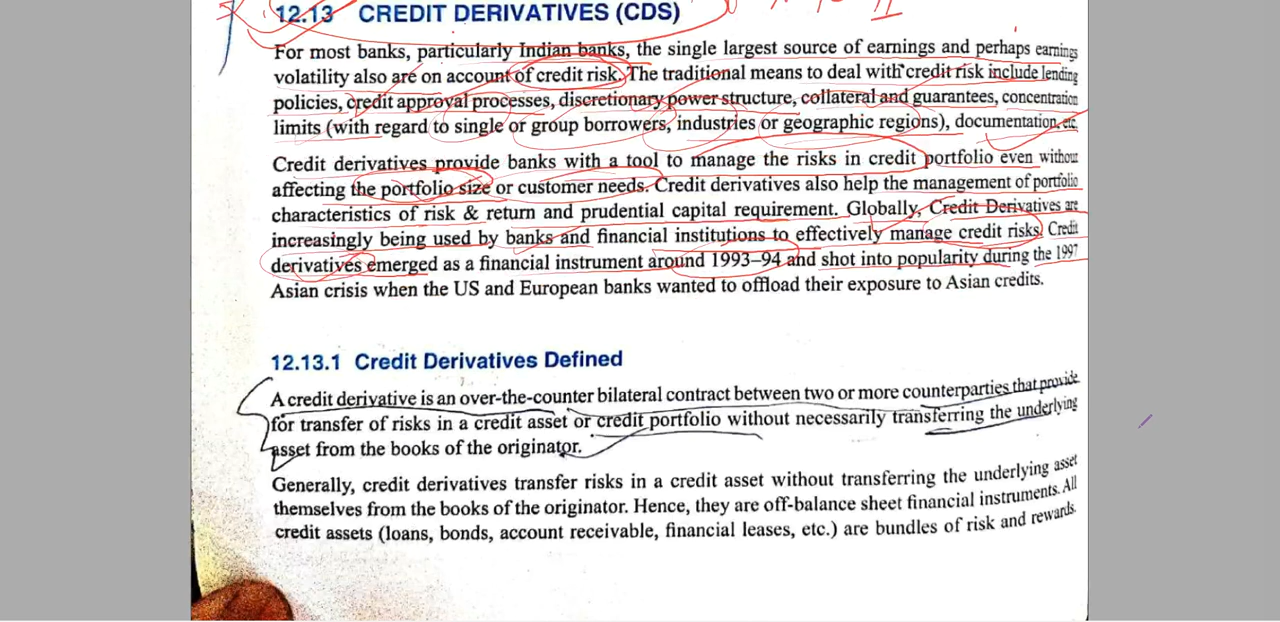 12.13 CREDIT DERIVATIVES (CDS)
For most banks, particularly Indian banks, the single largest source of earnings and perhaps earnings
volatility also are on account of credit risk. The traditional means to deal with credit risk include lending
policies, credit approval processes, discretionary power structure, collateral and guarantees, concentration
limits (with regard to single or group borrowers, industries or geographic regions), documentation, etc.
Credit derivatives provide banks with a tool to manage the risks in credit portfolio even without
affecting the portfolio size or customer needs. Credit derivatives also help the management of portfolio
characteristics of risk & return and prudential capital requirement. Globally, Credit Derivatives are
increasingly being used by banks and financial institutions to effectively manage credit risks. Credit
derivatives emerged as a financial instrument around 1993–94 and shot into popularity during the 1997
Asian crisis when the US and European banks wanted to offload their exposure to Asian credits.
12.13.1 Credit Derivatives Defined
A credit derivative is an over-the-counter bilateral contract between two or more counterparties that provide
for transfer of risks in a credit asset or credit portfolio without necessarily transferring the underlying
asset from the books of the originator.
Generally, credit derivatives transfer risks in a credit asset without transferring the underlying asset
themselves from the books of the originator. Hence, they are off-balance sheet financial instruments. All
credit assets (loans, bonds, account receivable, financial leases, etc.) are bundles of risk and rewards.